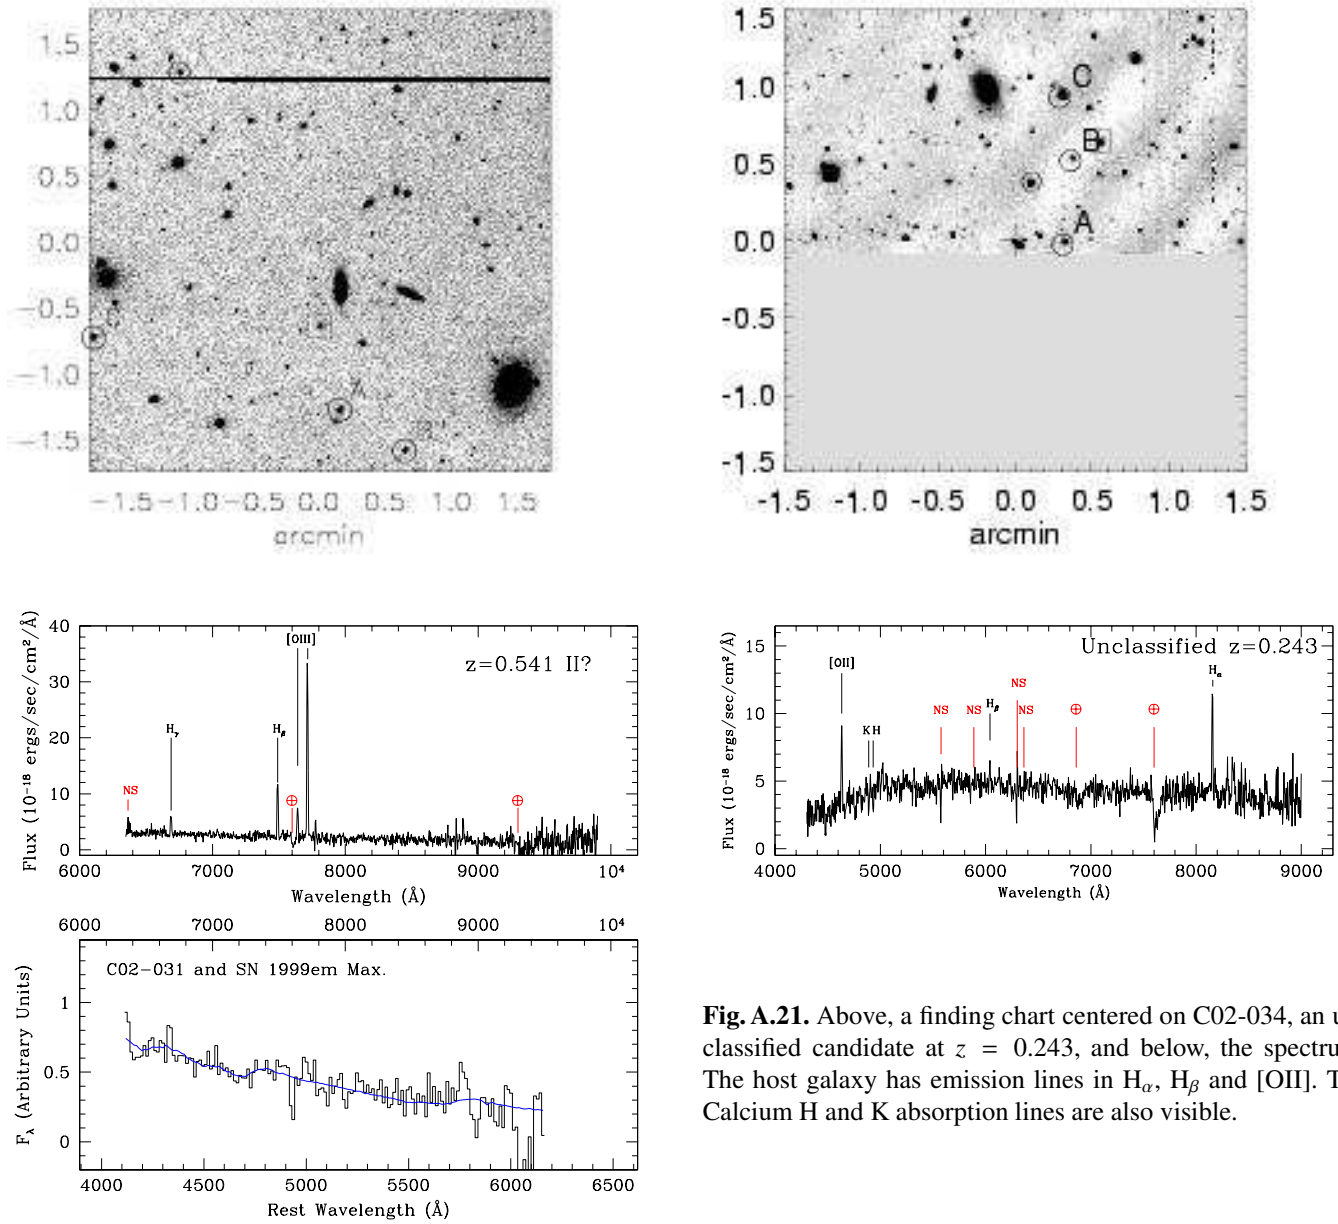 1.5
1.0
0.5
0.0
-0.5
-1.0
-1.5
-1.5 -1.0 -0.5 0.0 0.5 1.0 1.5
arcmin
A
1.5
1.0
0.5
0.0
-0.5
-1.0
-1.5
C
B
A
-1.5 -1.0 -0.5 0.0 0.5 1.0 1.5
arcmin
40
30
20
10
0
Flux (10⁻¹⁸ ergs/sec/cm²/Å)
[OIII]
z=0.541 II?
Hγ
Hβ
NS
⊕
⊕
6000 7000 8000 9000 10⁴
Wavelength (Å)
6000 7000 8000 9000 10⁴
C02-031 and SN 1999em Max.
1
0.5
0
Fλ (Arbitrary Units)
4000 4500 5000 5500 6000 6500
Rest Wavelength (Å)
15
10
5
0
Flux (10⁻¹⁸ ergs/sec/cm²/Å)
Unclassified z=0.243
[OII]
K H
NS
NS
Hβ
NS
NS
⊕
⊕
Hα
4000 5000 6000 7000 8000 9000
Wavelength (Å)
Fig. A.21. Above, a finding chart centered on C02-034, an u
classified candidate at z = 0.243, and below, the spectru
The host galaxy has emission lines in Hα, Hβ and [OII]. T
Calcium H and K absorption lines are also visible.